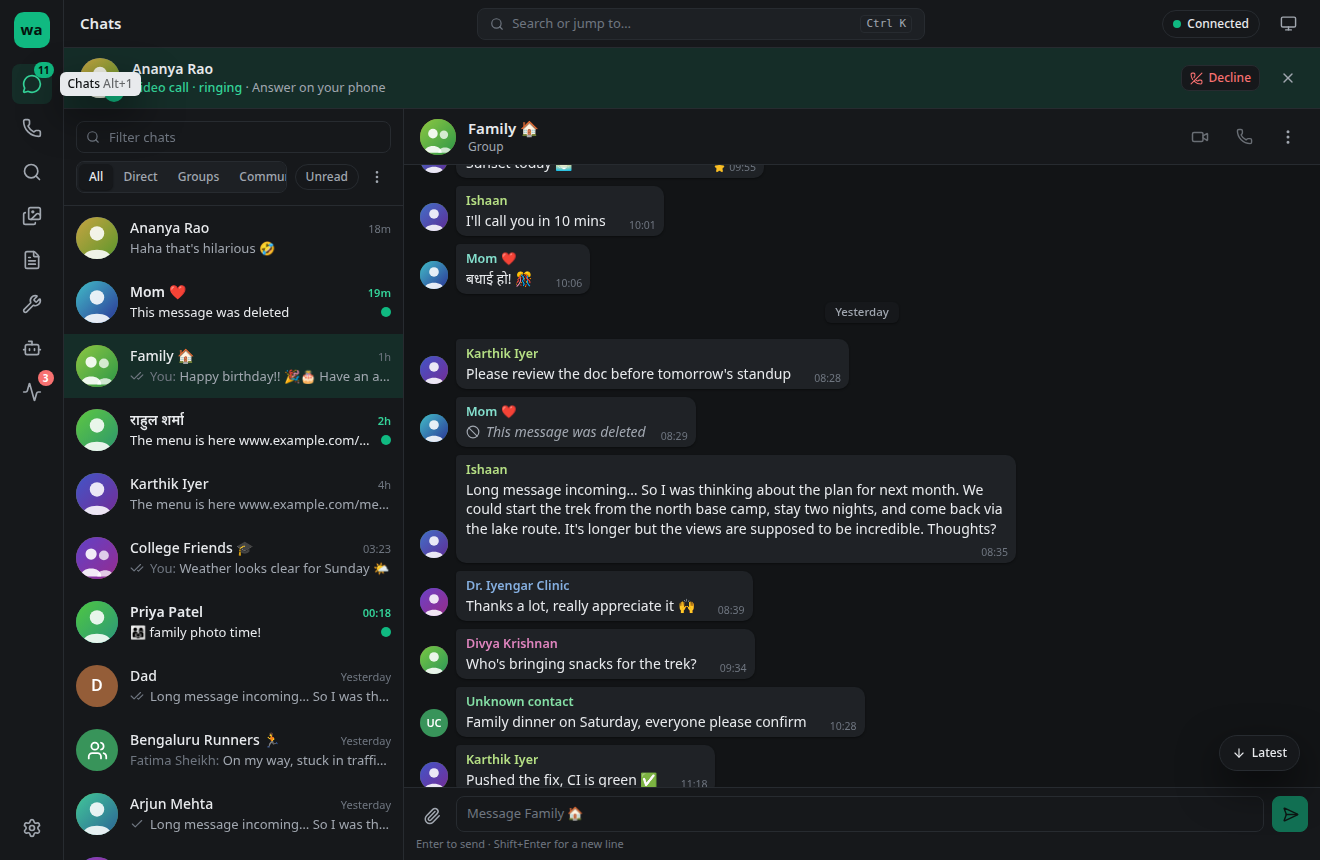 wa
Chats
Search or jump to...
Ctrl K
Connected
11
Chats Alt+1
Ananya Rao
ideo call · ringing · Answer on your phone
Decline
3
Filter chats
All
Direct
Groups
Commu
Unread
Ananya Rao
18m
Haha that's hilarious 🤣
Mom ❤️
19m
This message was deleted
Family 🏠
1h
You: Happy birthday!! 🎉🎂 Have an a...
राहुल शर्मा
2h
The menu is here www.example.com/...
Karthik Iyer
4h
The menu is here www.example.com/me...
College Friends 🎓
03:23
You: Weather looks clear for Sunday 🌤️
Priya Patel
00:18
👨‍👩‍👧 family photo time!
D
Dad
Yesterday
Long message incoming... So I was th...
Bengaluru Runners 🏃
Yesterday
Fatima Sheikh: On my way, stuck in traffi...
Arjun Mehta
Yesterday
Long message incoming... So I was th...
Family 🏠
Group
Sunset today 🌅
⭐ 09:55
Ishaan
I'll call you in 10 mins
10:01
Mom ❤️
बधाई हो! 🎊
10:06
Yesterday
Karthik Iyer
Please review the doc before tomorrow's standup
08:28
Mom ❤️
This message was deleted
08:29
Ishaan
Long message incoming... So I was thinking about the plan for next month. We
could start the trek from the north base camp, stay two nights, and come back via
the lake route. It's longer but the views are supposed to be incredible. Thoughts?
08:35
Dr. Iyengar Clinic
Thanks a lot, really appreciate it 🙌
08:39
Divya Krishnan
Who's bringing snacks for the trek?
09:34
UC
Unknown contact
Family dinner on Saturday, everyone please confirm
10:28
Karthik Iyer
Pushed the fix, CI is green ✅
11:18
Latest
Message Family 🏠
Enter to send · Shift+Enter for a new line